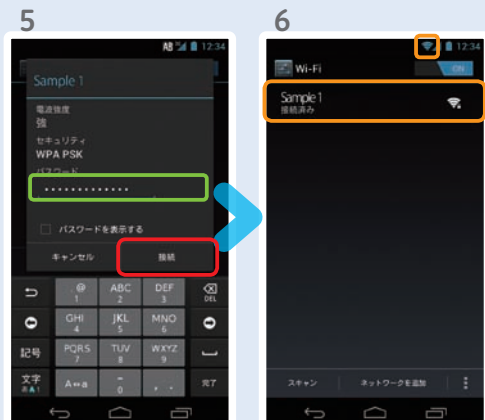 5
12:34
Sample 1
電波強度
強
セキュリティ
WPA PSK
パスワード
パスワードを表示する
キャンセル
接続
.@
1
ABC
2
DEF
3
DEL
GHI
4
JKL
5
MNO
6
記号
PQRS
7
TUV
8
WXYZ
9
文字
あA1
A⇔a
0
完了
6
12:34
Wi-Fi
ON
Sample 1
接続済み
スキャン
ネットワークを追加